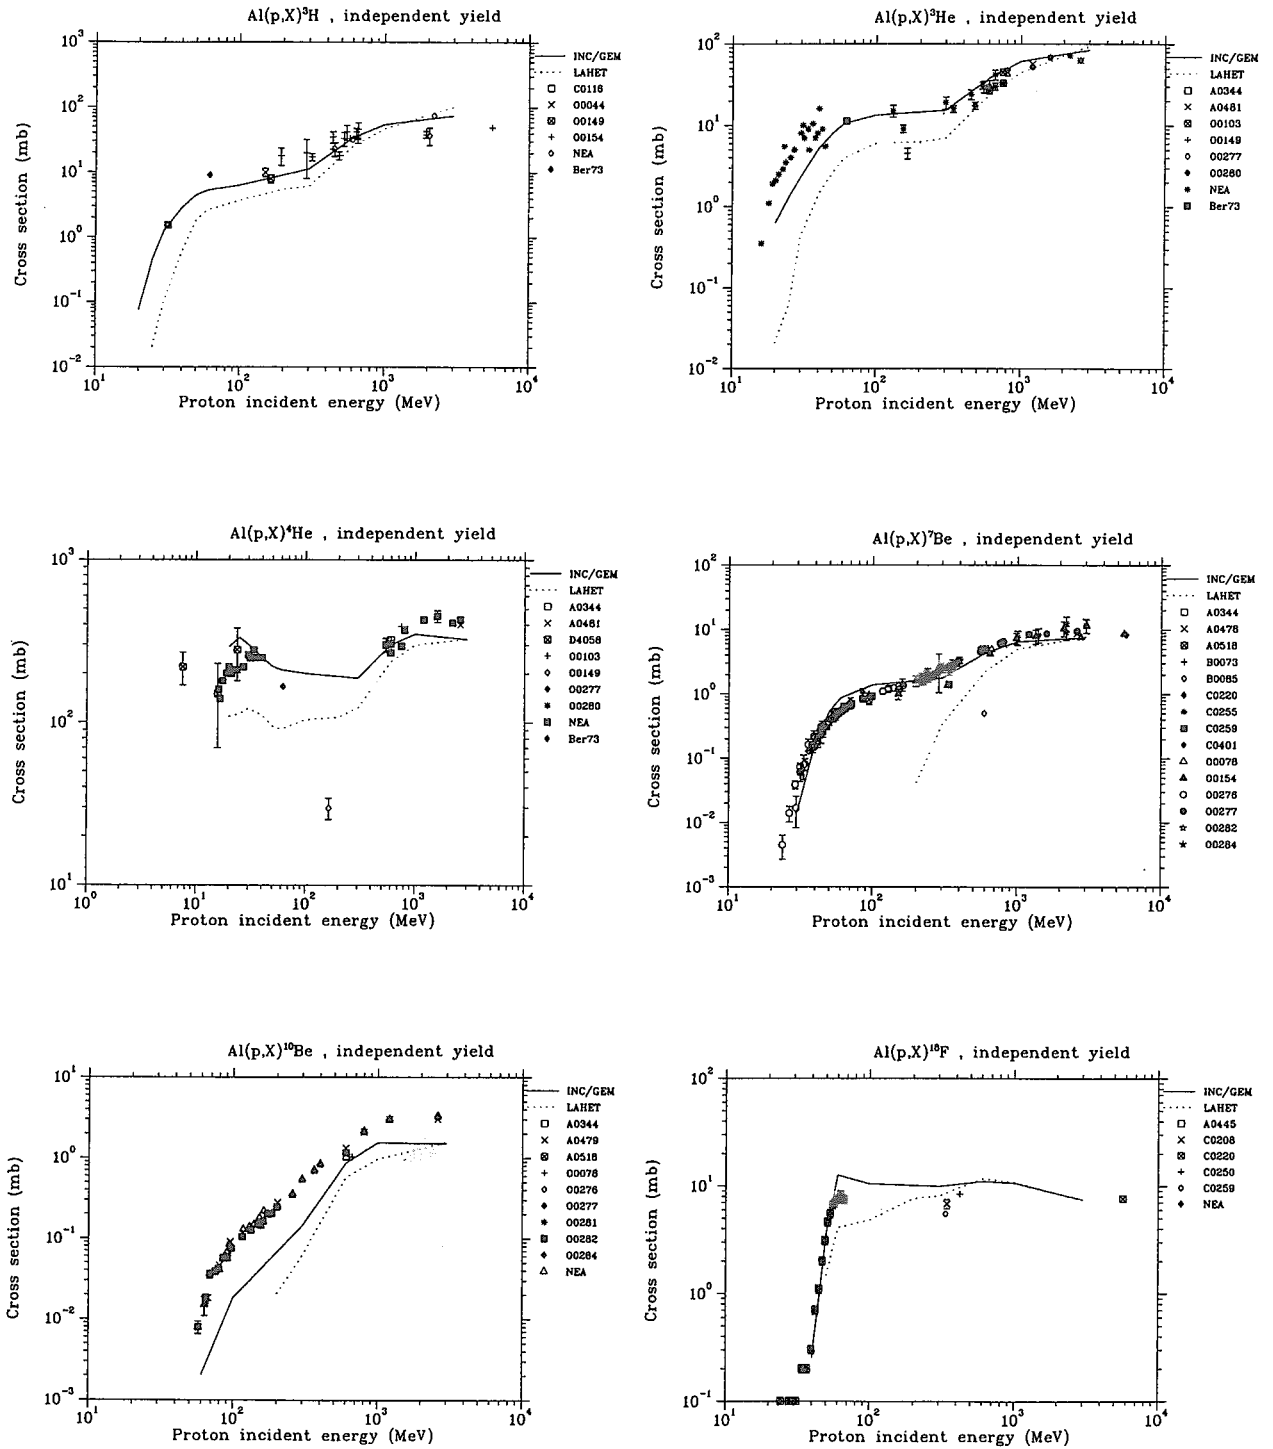 Al(p,X)³H , independent yield
Cross section (mb)
10³
10²
10¹
10⁰
10⁻¹
10⁻²
10¹
10²
10³
10⁴
Proton incident energy (MeV)
INC/GEM
LAHET
C0116
O0044
O0149
O0154
NEA
Ber73
Al(p,X)³He , independent yield
Cross section (mb)
10²
10¹
10⁰
10⁻¹
10⁻²
10¹
10²
10³
10⁴
Proton incident energy (MeV)
INC/GEM
LAHET
A0344
A0481
O0103
O0149
O0277
O0280
NEA
Ber73
Al(p,X)⁴He , independent yield
Cross section (mb)
10³
10²
10¹
10⁰
10¹
10²
10³
10⁴
Proton incident energy (MeV)
INC/GEM
LAHET
A0344
A0481
D4056
O0103
O0149
O0277
O0280
NEA
Ber73
Al(p,X)⁷Be , independent yield
Cross section (mb)
10²
10¹
10⁰
10⁻¹
10⁻²
10⁻³
10¹
10²
10³
10⁴
Proton incident energy (MeV)
INC/GEM
LAHET
A0344
A0478
A0518
B0073
B0085
C0220
C0255
C0259
C0401
O0078
O0154
O0276
O0277
O0282
O0284
Al(p,X)¹⁰Be , independent yield
Cross section (mb)
10¹
10⁰
10⁻¹
10⁻²
10⁻³
10¹
10²
10³
10⁴
Proton incident energy (MeV)
INC/GEM
LAHET
A0344
A0479
A0518
O0078
O0276
O0277
O0281
O0282
O0284
NEA
Al(p,X)¹⁸F , independent yield
Cross section (mb)
10²
10¹
10⁰
10⁻¹
10¹
10²
10³
10⁴
Proton incident energy (MeV)
INC/GEM
LAHET
A0445
C0208
C0220
C0250
C0259
NEA